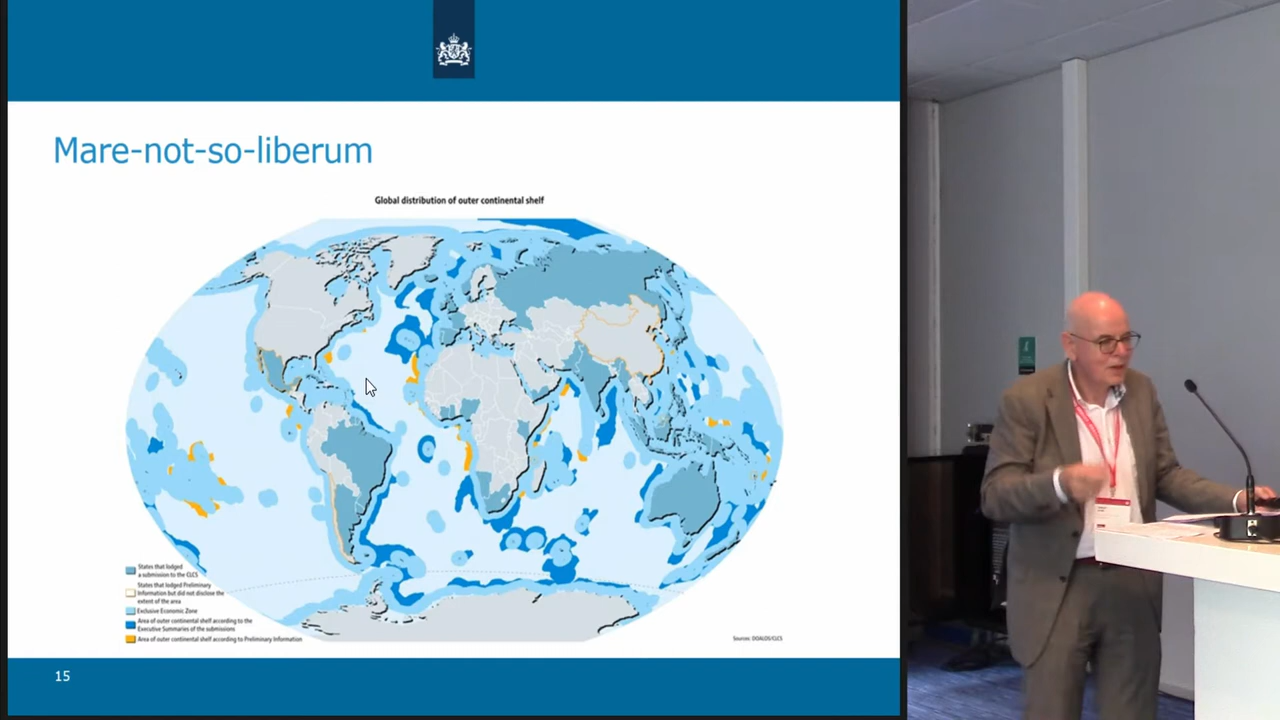 Mare-not-so-liberum
Global distribution of outer continental shelf
States that lodged
a submission to the CLCS
States that lodged Preliminary
Information but did not disclose the
extent of the area
Exclusive Economic Zone
Area of outer continental shelf according to the
Executive Summaries of the submissions
Area of outer continental shelf according to Preliminary Information
Sources: DOALOS/CLCS
15